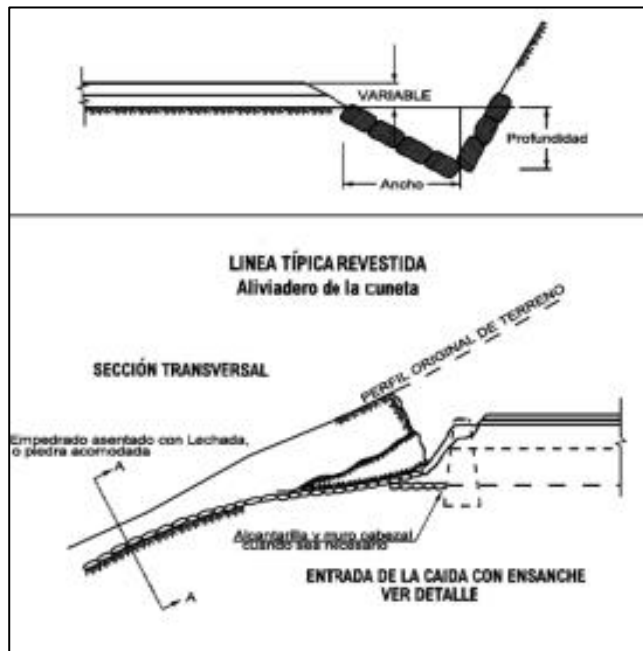 VARIABLE
Profundidad
Ancho
LINEA TÍPICA REVESTIDA
Aliviadero de la cuneta
PERFIL ORIGINAL DE TERRENO
SECCIÓN TRANSVERSAL
Empedrado asentado con Lechada,
o piedra acomodada
A
A
Alcantarilla y muro cabezal
cuando sea necesario
ENTRADA DE LA CAIDA CON ENSANCHE
VER DETALLE